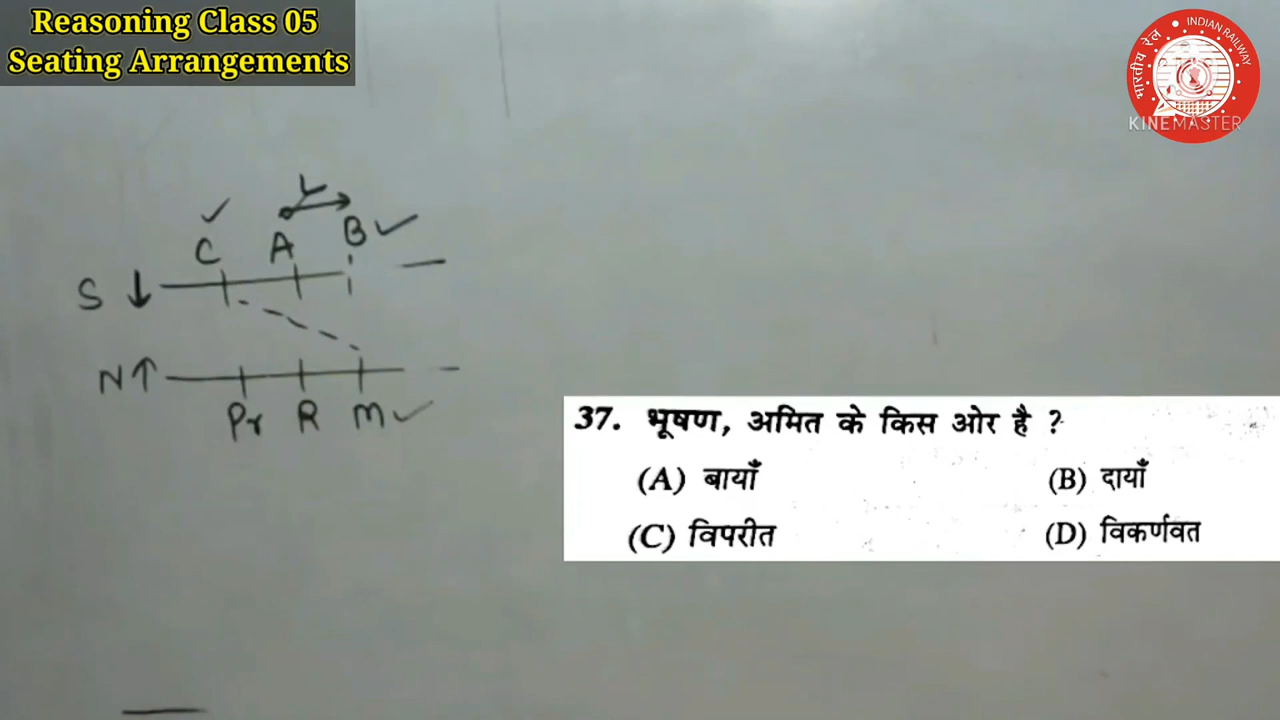 Reasoning Class 05
Seating Arrangements
भारतीय रेल
INDIAN RAILWAY
KINEMASTER
L
C A B
S
N
Pr R M
37. भूषण, अमित के किस ओर है ?
(A) बायाँ
(B) दायाँ
(C) विपरीत
(D) विकर्णवत